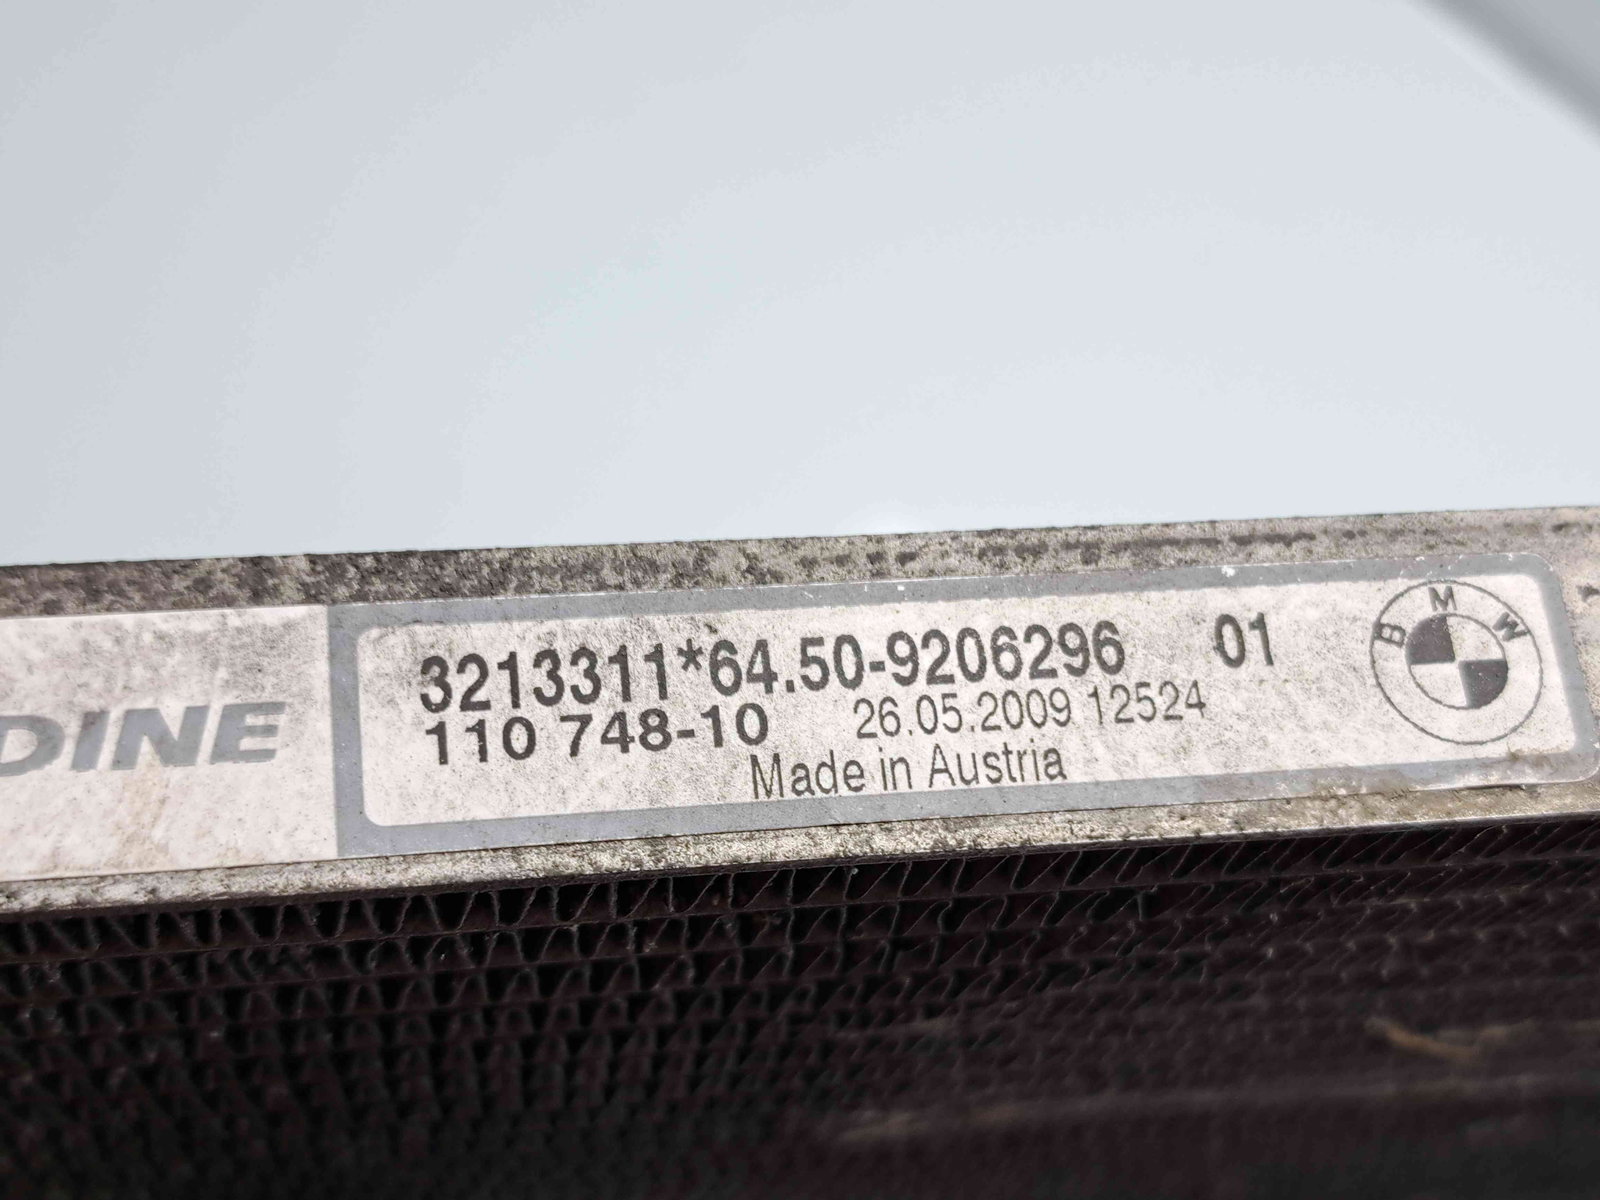 DINE
3213311*64.50-9206296 01
110 748-10 26.05.2009 12524
Made in Austria
BMW